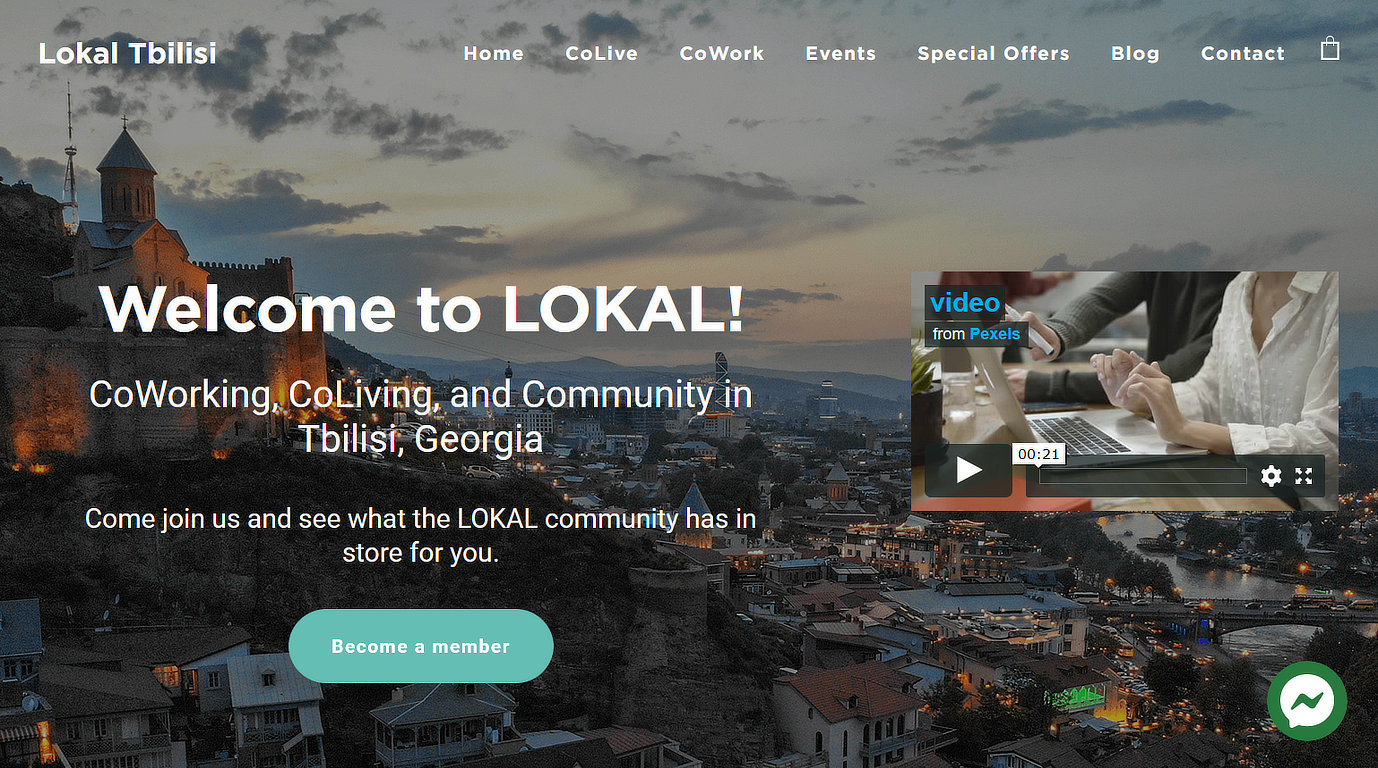 Lokal Tbilisi
Home CoLive CoWork Events Special Offers Blog Contact
Welcome to LOKAL!
CoWorking, CoLiving, and Community in
Tbilisi, Georgia
Come join us and see what the LOKAL community has in
store for you.
Become a member
video
from Pexels
00:21